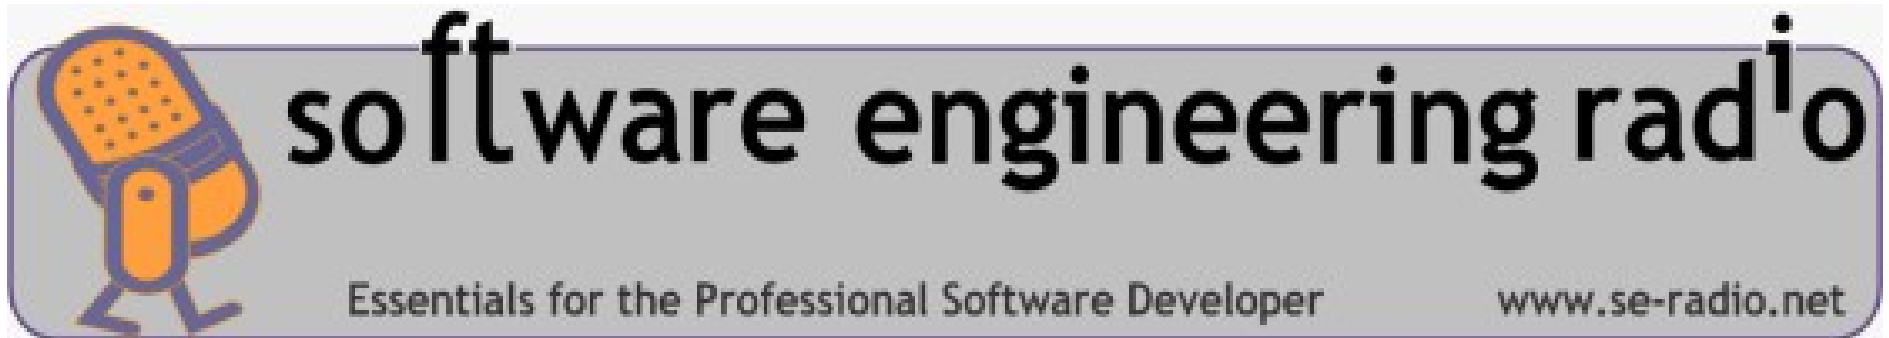 software engineering radio
Essentials for the Professional Software Developer
www.se-radio.net